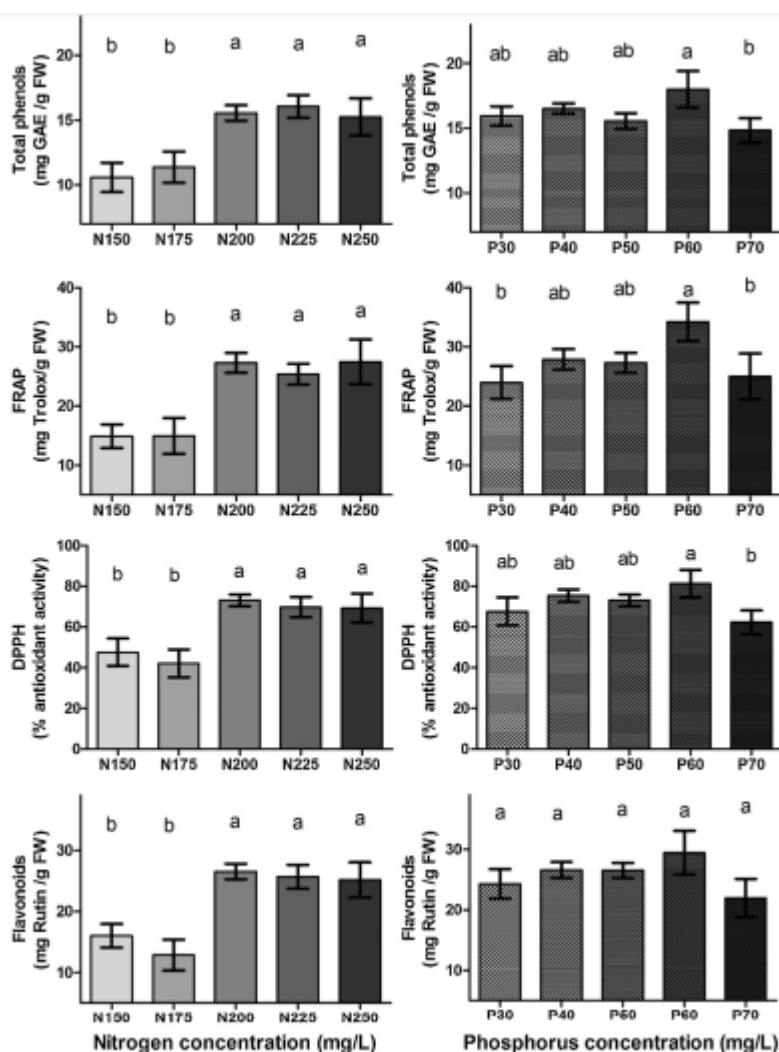 Total phenols
(mg GAE /g FW)
20
15
10
b b a a a
N150 N175 N200 N225 N250
Total phenols
(mg GAE /g FW)
20
15
10
ab ab ab a b
P30 P40 P50 P60 P70
FRAP
(mg Trolox/g FW)
40
30
20
10
b b a a a
N150 N175 N200 N225 N250
FRAP
(mg Trolox/g FW)
40
30
20
10
b ab ab a b
P30 P40 P50 P60 P70
DPPH
(% antioxidant activity)
100
80
60
40
20
0
b b a a a
N150 N175 N200 N225 N250
DPPH
(% antioxidant activity)
100
80
60
40
20
0
ab ab ab a b
P30 P40 P50 P60 P70
Flavonoids
(mg Rutin /g FW)
30
20
10
b b a a a
N150 N175 N200 N225 N250
Nitrogen concentration (mg/L)
Flavonoids
(mg Rutin /g FW)
30
20
10
a a a a a
P30 P40 P50 P60 P70
Phosphorus concentration (mg/L)